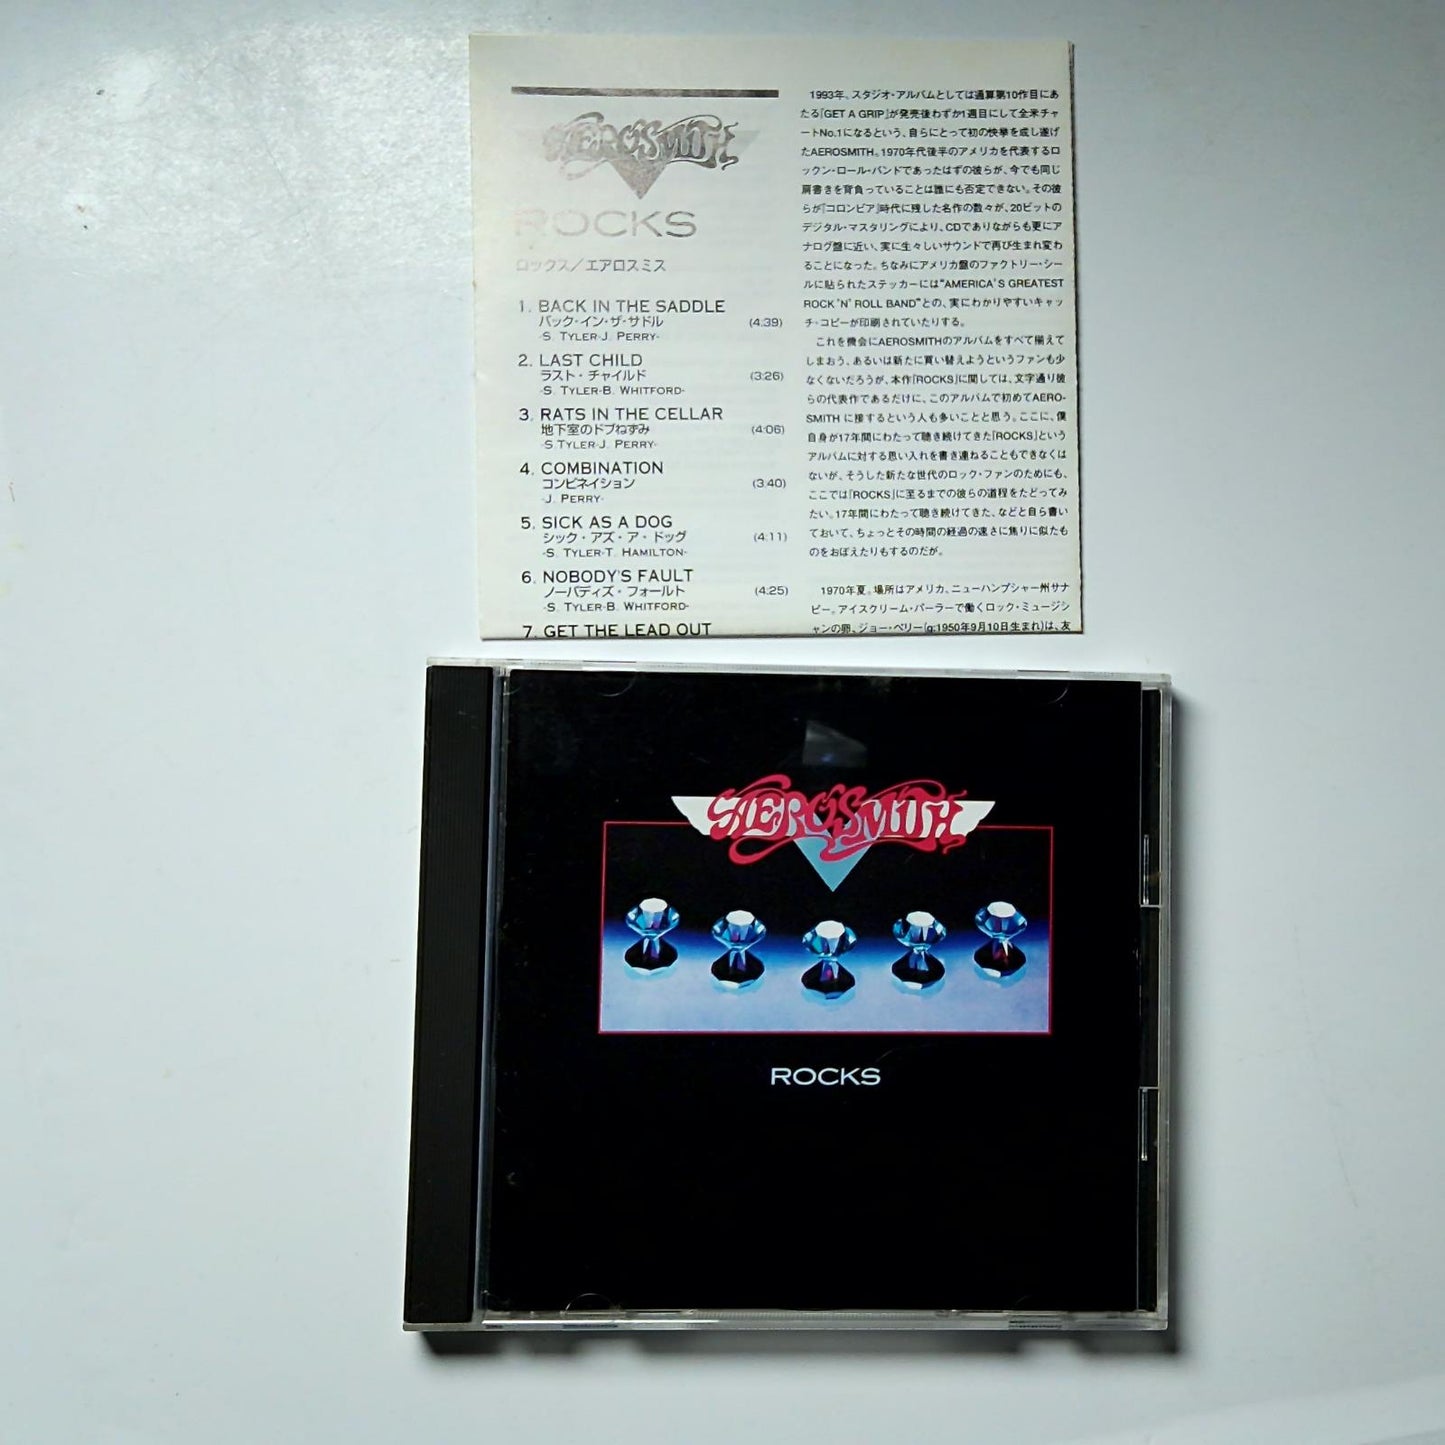 AEROSMITH
ROCKS
ロックス／エアロスミス
1. BACK IN THE SADDLE
バック・イン・ザ・サドル (4:39)
-S. TYLER-J. PERRY-
2. LAST CHILD
ラスト・チャイルド (3:26)
-S. TYLER-B. WHITFORD-
3. RATS IN THE CELLAR
地下室のドブねずみ (4:06)
-S.TYLER-J. PERRY-
4. COMBINATION
コンビネイション (3:40)
-J. PERRY-
5. SICK AS A DOG
シック・アズ・ア・ドッグ (4:11)
-S. TYLER-T. HAMILTON-
6. NOBODY'S FAULT
ノーバディズ・フォールト (4:25)
-S. TYLER-B. WHITFORD-
7. GET THE LEAD OUT
1993年、スタジオ・アルバムとしては通算第10作目にあ
たる『GET A GRIP』が発売後わずか1週目にして全米チャ
ートNo.1になるという、自らにとって初の快挙を成し遂げ
たAEROSMITH。1970年代後半のアメリカを代表するロ
ックン・ロール・バンドであったはずの彼らが、今でも同じ
肩書きを背負っていることは誰にも否定できない。その彼
らが『コロンビア』時代に残した名作の数々が、20ビットの
デジタル・マスタリングにより、CDでありながらも更にア
ナログ盤に近い、実に生々しいサウンドで再び生まれ変わ
ることになった。ちなみにアメリカ盤のファクトリー・シー
ルに貼られたステッカーには"AMERICA'S GREATEST
ROCK 'N' ROLL BAND"との、実にわかりやすいキャッ
チ・コピーが印刷されていたりする。
これを機会にAEROSMITHのアルバムをすべて揃えて
しまおう、あるいは新たに買い替えようというファンも少
なくないだろうが、本作『ROCKS』に関しては、文字通り彼
らの代表作であるだけに、このアルバムで初めてAERO-
SMITH に接するという人も多いことと思う。ここに、僕
自身が17年間にわたって聴き続けてきた『ROCKS』という
アルバムに対する思い入れを書き連ねることもできなくは
ないが、そうした新たな世代のロック・ファンのためにも、
ここでは『ROCKS』に至るまでの彼らの道程をたどってみ
たい。17年間にわたって聴き続けてきた、などと自ら書い
ておいて、ちょっとその時間の経過の速さに焦りに似たも
のをおぼえたりもするのだが。
1970年夏。場所はアメリカ、ニューハンプシャー州サナ
ピー。アイスクリーム・パーラーで働くロック・ミュージシ
ャンの卵、ジョー・ペリー(g:1950年9月10日生まれ)は、友
AEROSMITH
ROCKS